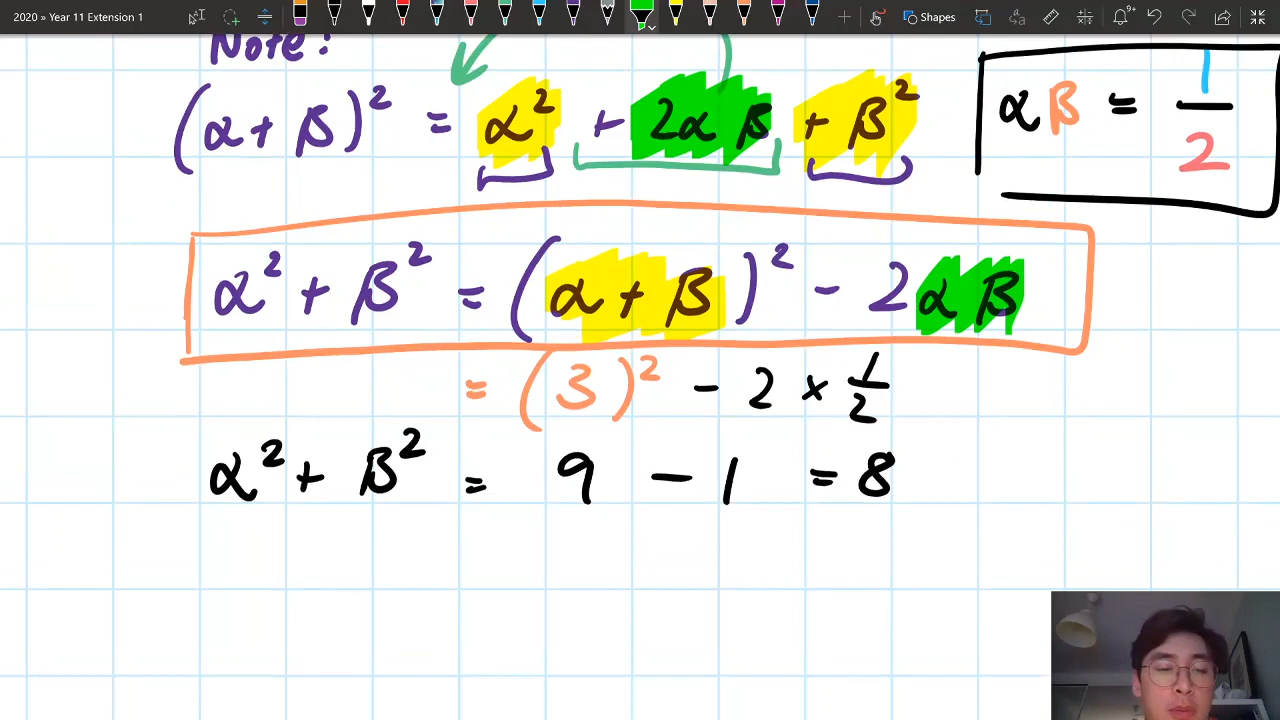 2020 » Year 11 Extension 1
Shapes
9+
Note:
(α + β)² = α² + 2αβ + β²
αβ = 1/2
α² + β² = (α + β)² - 2αβ
= (3)² - 2 × 1/2
α² + β² = 9 - 1 = 8